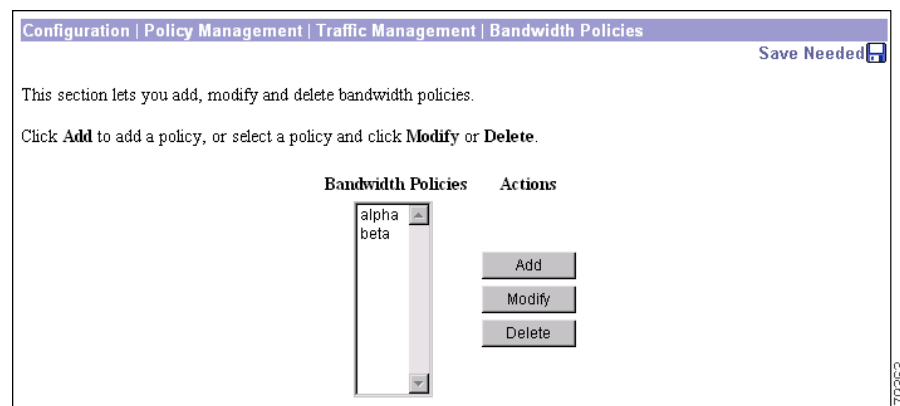 Configuration | Policy Management | Traffic Management | Bandwidth Policies
Save Needed
This section lets you add, modify and delete bandwidth policies.
Click Add to add a policy, or select a policy and click Modify or Delete.
Bandwidth Policies Actions
alpha
beta
Add
Modify
Delete